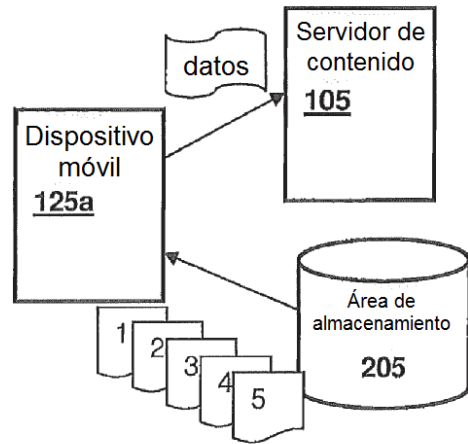 datos
Servidor de
contenido
105
Dispositivo
móvil
125a
Área de
almacenamiento
205
1
2
3
4
5